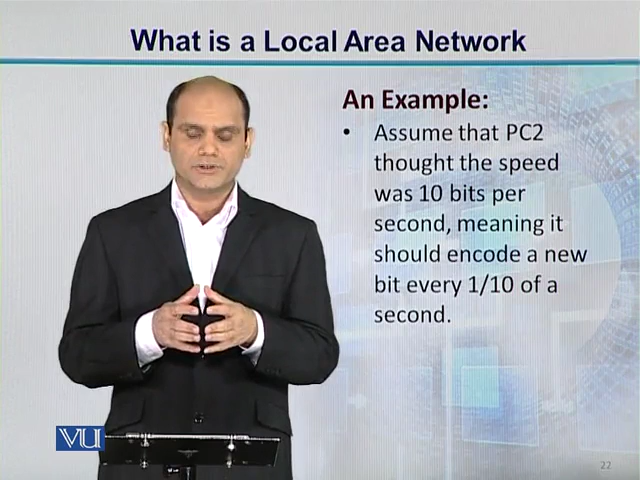 What is a Local Area Network
An Example:
• Assume that PC2
thought the speed
was 10 bits per
second, meaning it
should encode a new
bit every 1/10 of a
second.
VU
22